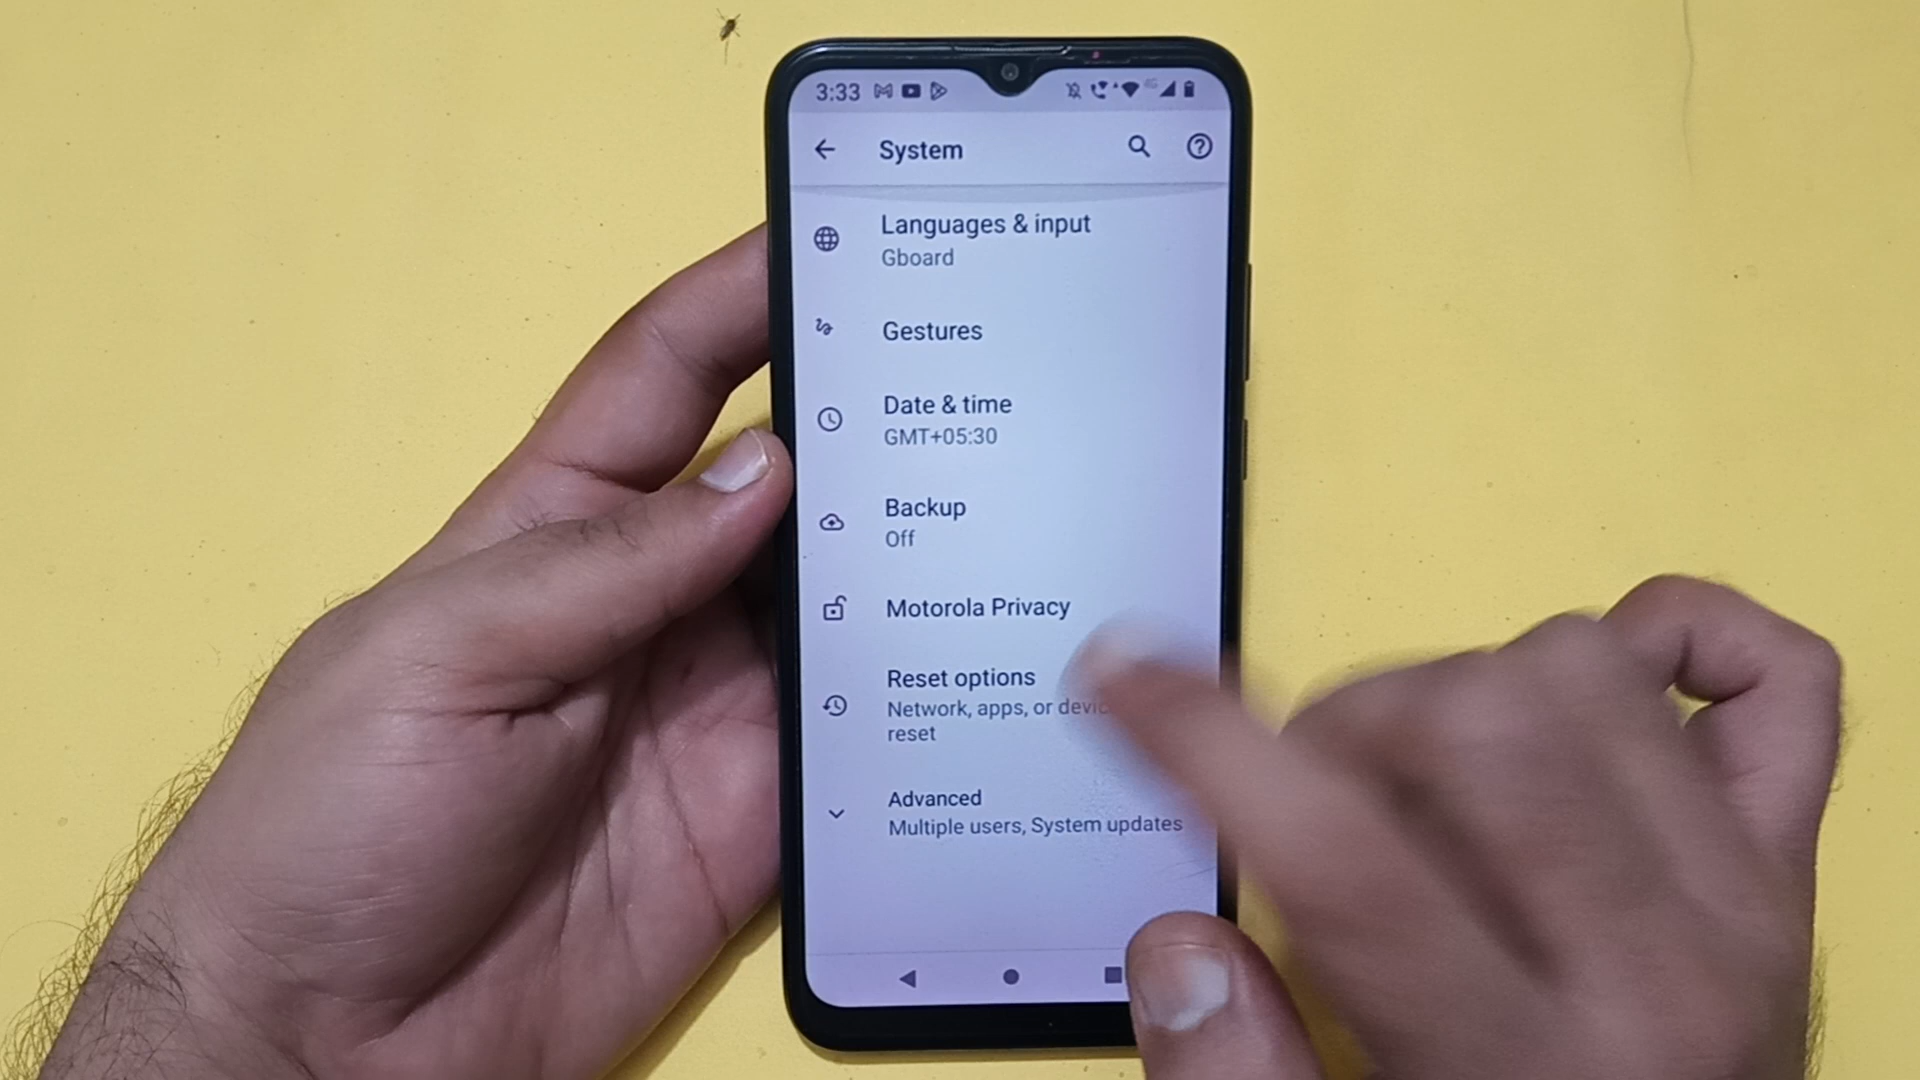 3:33
System
Languages & input
Gboard
Gestures
Date & time
GMT+05:30
Backup
Off
Motorola Privacy
Reset options
Network, apps, or devic
reset
Advanced
Multiple users, System updates